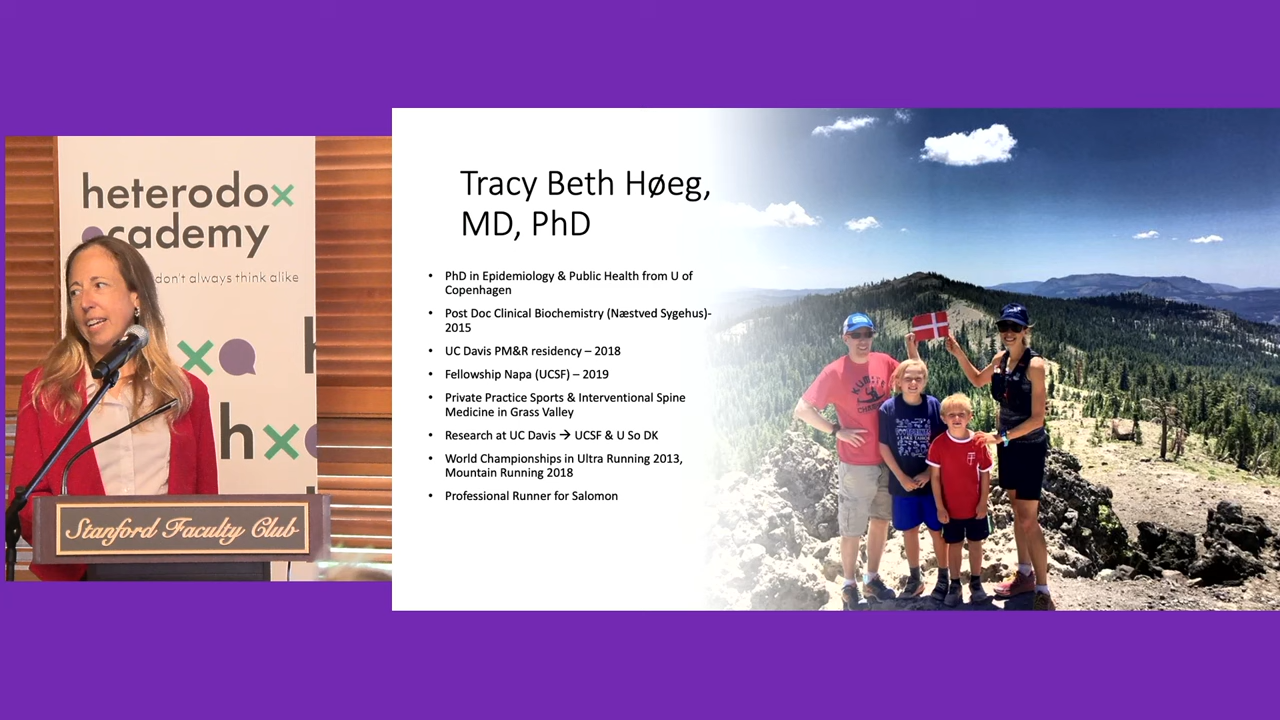 heterodox
academy
don't always think alike
h
hx
Stanford Faculty Club
Tracy Beth Høeg,
MD, PhD
• PhD in Epidemiology & Public Health from U of
Copenhagen
• Post Doc Clinical Biochemistry (Næstved Sygehus)-
2015
• UC Davis PM&R residency – 2018
• Fellowship Napa (UCSF) – 2019
• Private Practice Sports & Interventional Spine
Medicine in Grass Valley
• Research at UC Davis → UCSF & U So DK
• World Championships in Ultra Running 2013,
Mountain Running 2018
• Professional Runner for Salomon